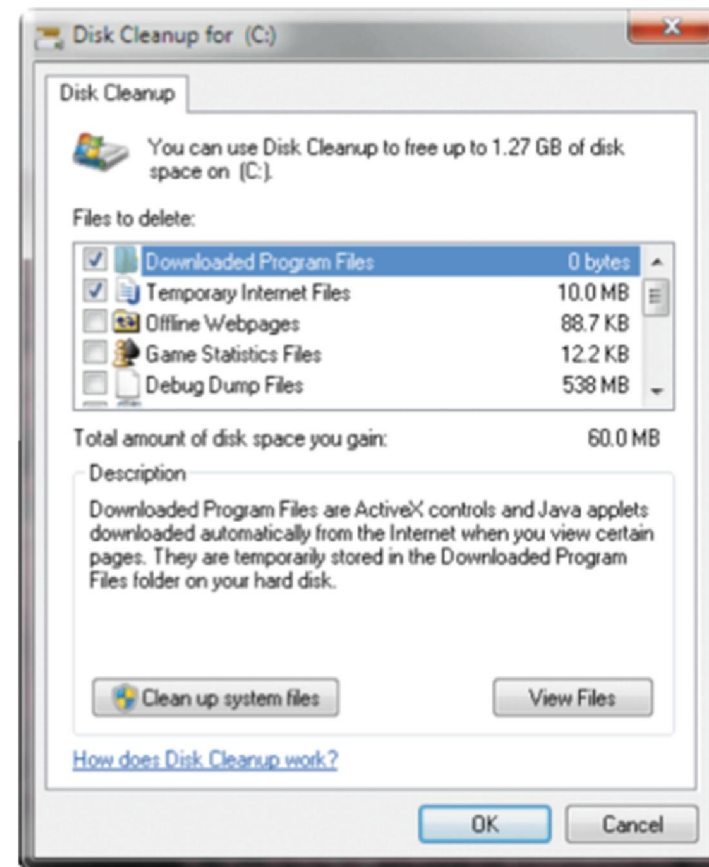 Disk Cleanup for (C:)
Disk Cleanup
You can use Disk Cleanup to free up to 1.27 GB of disk
space on (C:).
Files to delete:
Downloaded Program Files 0 bytes
Temporary Internet Files 10.0 MB
Offline Webpages 88.7 KB
Game Statistics Files 12.2 KB
Debug Dump Files 538 MB
Total amount of disk space you gain: 60.0 MB
Description
Downloaded Program Files are ActiveX controls and Java applets
downloaded automatically from the Internet when you view certain
pages. They are temporarily stored in the Downloaded Program
Files folder on your hard disk.
Clean up system files View Files
How does Disk Cleanup work?
OK Cancel